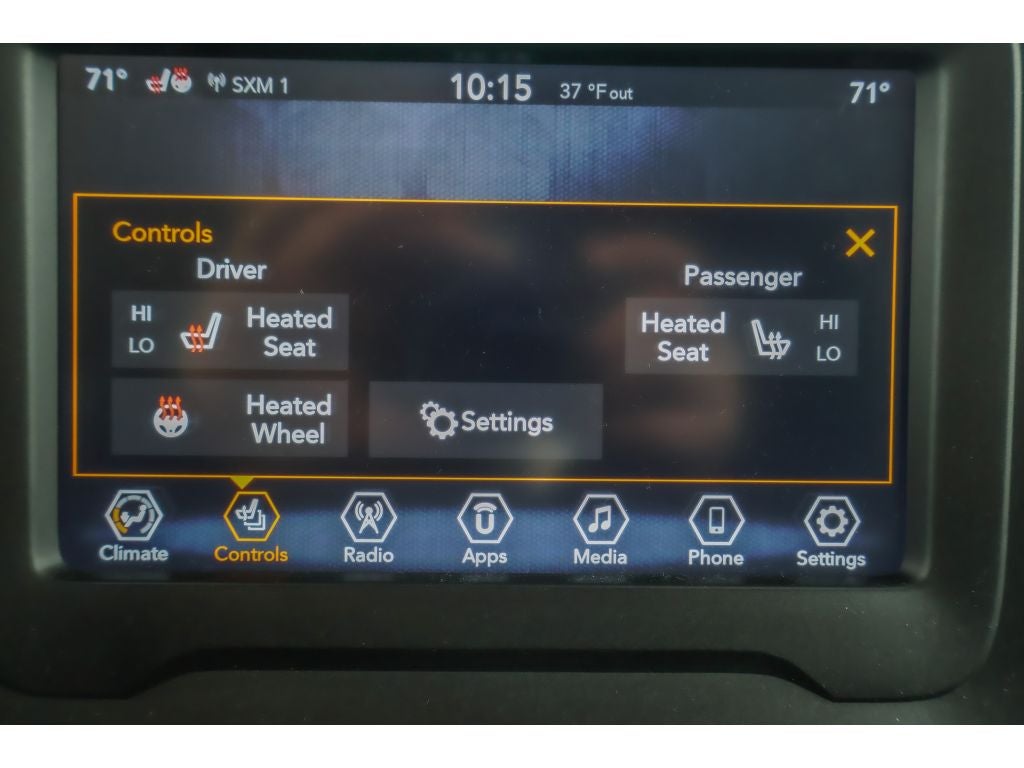 71° SXM 1 10:15 37 °F out 71°
Controls
Driver Passenger
HI
LO
Heated
Seat
Heated
Seat
HI
LO
Heated
Wheel
Settings
Climate Controls Radio Apps Media Phone Settings